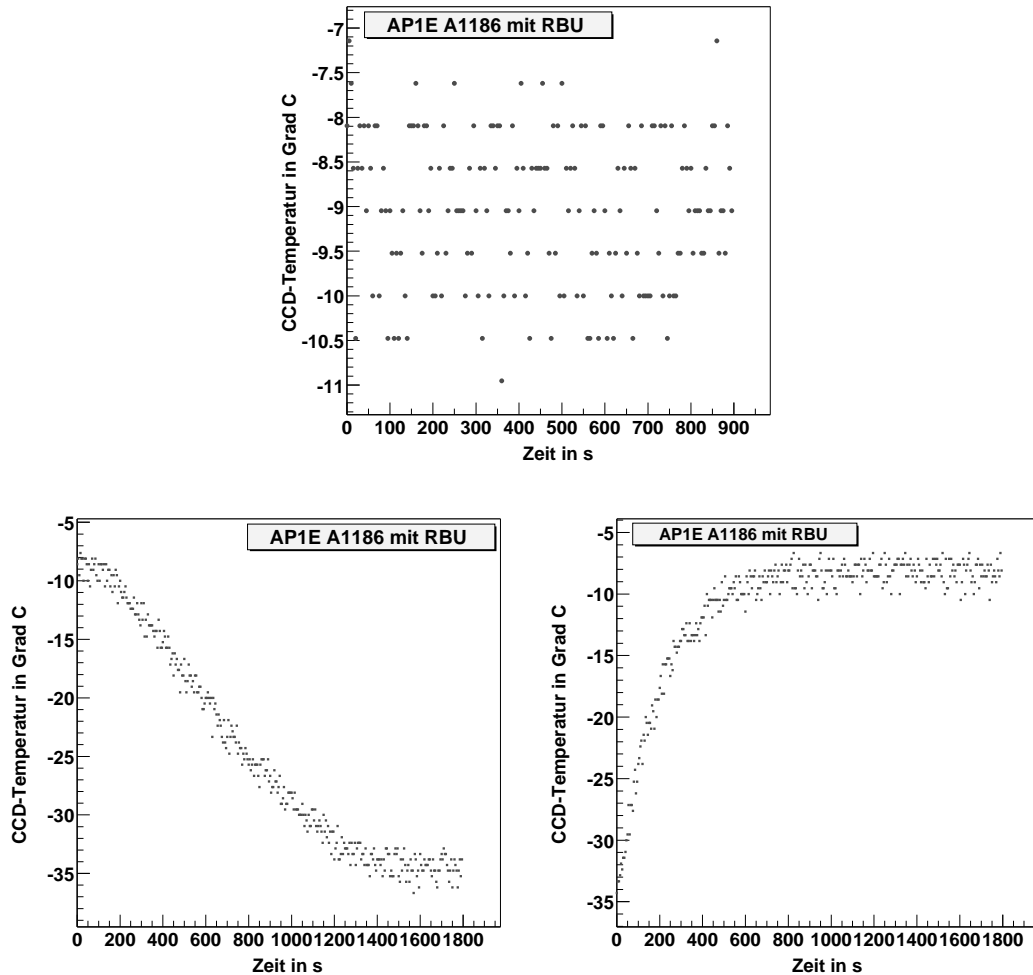 AP1E A1186 mit RBU
CCD-Temperatur in Grad C
-7
-7.5
-8
-8.5
-9
-9.5
-10
-10.5
-11
0 100 200 300 400 500 600 700 800 900
Zeit in s
AP1E A1186 mit RBU
CCD-Temperatur in Grad C
-5
-10
-15
-20
-25
-30
-35
0 200 400 600 800 1000 1200 1400 1600 1800
Zeit in s
AP1E A1186 mit RBU
CCD-Temperatur in Grad C
-5
-10
-15
-20
-25
-30
-35
0 200 400 600 800 1000 1200 1400 1600 1800
Zeit in s